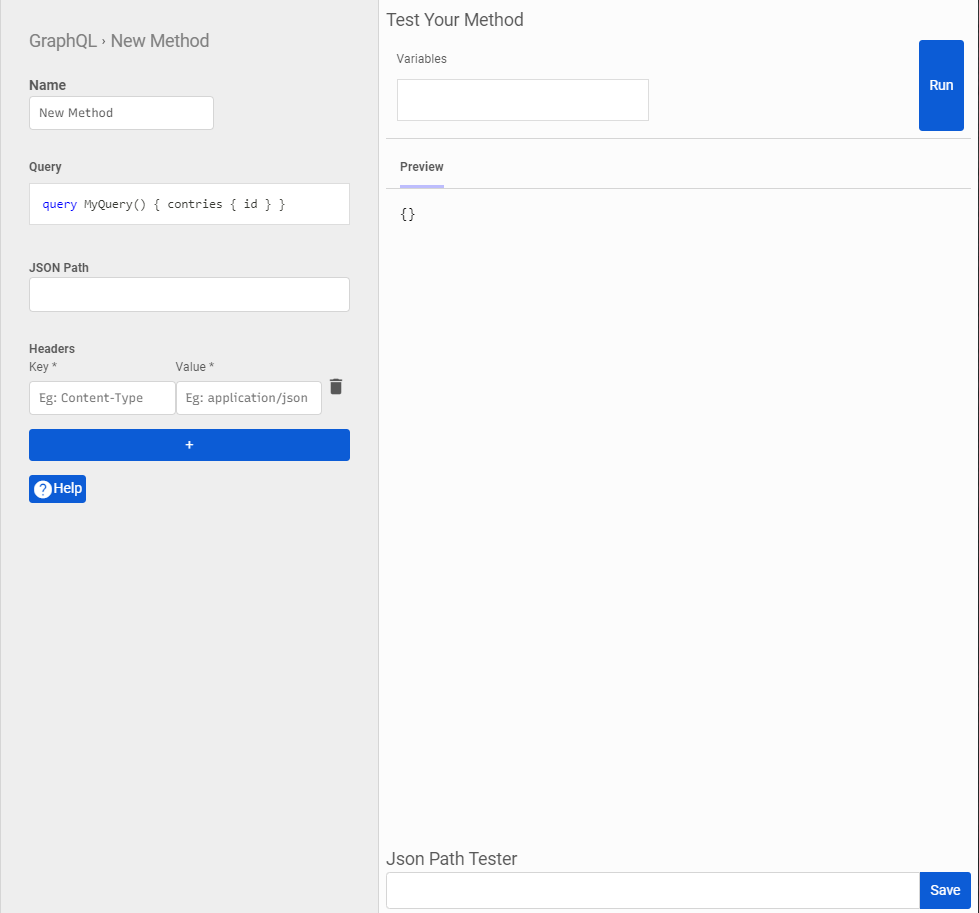 GraphQL › New Method
Name
New Method
Query
query MyQuery() { contries { id } }
JSON Path
Headers
Key *
Value *
Eg: Content-Type
Eg: application/json
+
? Help
Test Your Method
Variables
Run
Preview
{}
Json Path Tester
Save